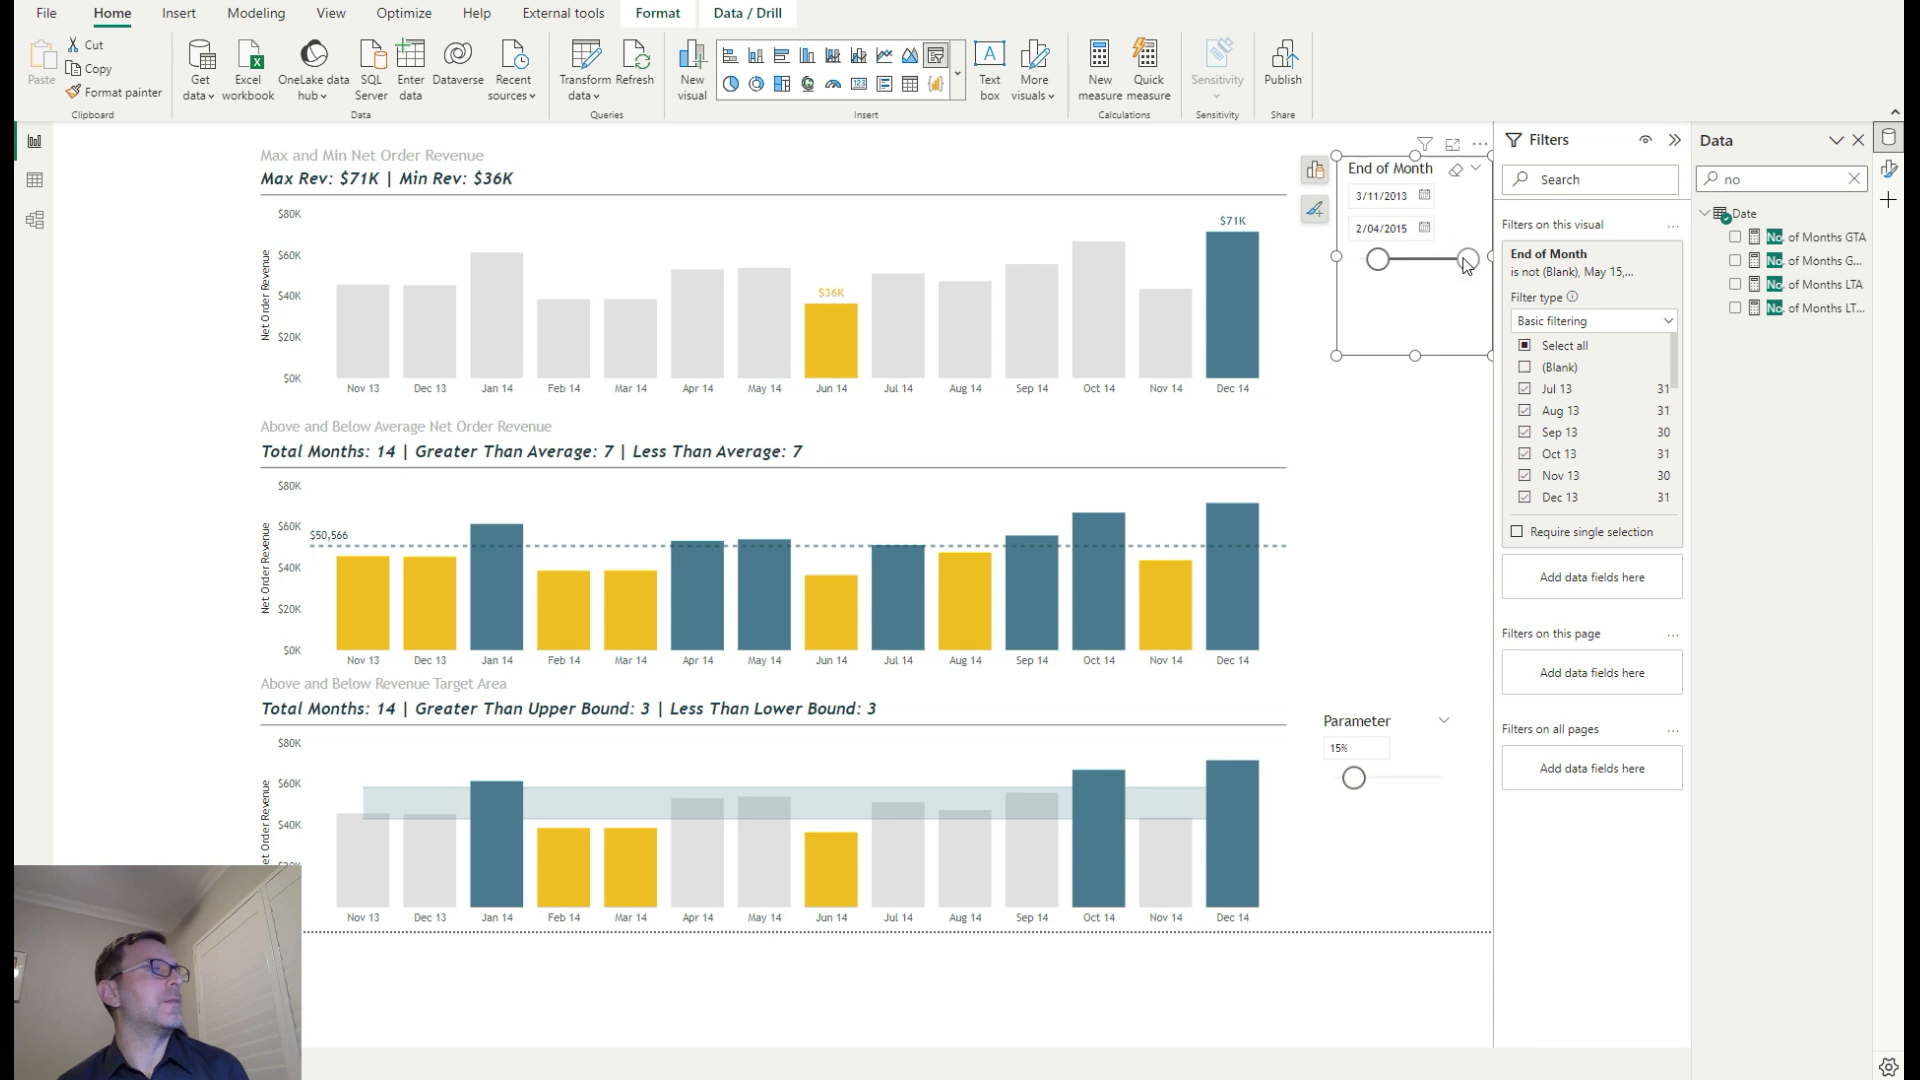 File Home Insert Modeling View Optimize Help External tools Format Data / Drill
Paste
Cut
Copy
Format painter
Clipboard
Get data
Excel workbook
OneLake data hub
SQL Server
Enter data
Dataverse
Recent sources
Data
Transform data
Refresh
Queries
New visual
Text box
More visuals
Insert
New measure
Quick measure
Calculations
Sensitivity
Sensitivity
Publish
Share
Max and Min Net Order Revenue
Max Rev: $71K | Min Rev: $36K
Net Order Revenue
$80K
$60K
$40K
$20K
$0K
$36K
$71K
Nov 13 Dec 13 Jan 14 Feb 14 Mar 14 Apr 14 May 14 Jun 14 Jul 14 Aug 14 Sep 14 Oct 14 Nov 14 Dec 14
Above and Below Average Net Order Revenue
Total Months: 14 | Greater Than Average: 7 | Less Than Average: 7
Net Order Revenue
$80K
$60K
$40K
$20K
$0K
$50,566
Nov 13 Dec 13 Jan 14 Feb 14 Mar 14 Apr 14 May 14 Jun 14 Jul 14 Aug 14 Sep 14 Oct 14 Nov 14 Dec 14
Above and Below Revenue Target Area
Total Months: 14 | Greater Than Upper Bound: 3 | Less Than Lower Bound: 3
et Order Revenue
$80K
$60K
$40K
Nov 13 Dec 13 Jan 14 Feb 14 Mar 14 Apr 14 May 14 Jun 14 Jul 14 Aug 14 Sep 14 Oct 14 Nov 14 Dec 14
End of Month
3/11/2013
2/04/2015
Parameter
15%
Filters
Search
Filters on this visual
End of Month
is not (Blank), May 15,...
Filter type
Basic filtering
Select all
(Blank)
Jul 13 31
Aug 13 31
Sep 13 30
Oct 13 31
Nov 13 30
Dec 13 31
Require single selection
Add data fields here
Filters on this page
Add data fields here
Filters on all pages
Add data fields here
Data
no
Date
No. of Months GTA
No. of Months G...
No. of Months LTA
No. of Months LT...